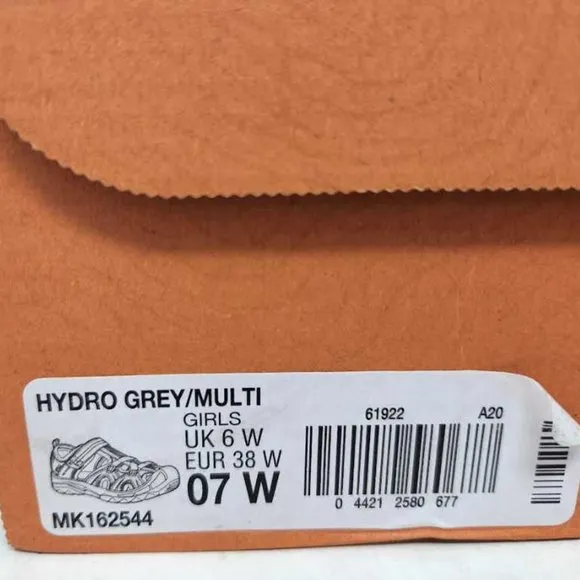 HYDRO GREY/MULTI
GIRLS
UK 6 W
EUR 38 W
07 W
MK162544
61922 A20
0 4421 2580 677